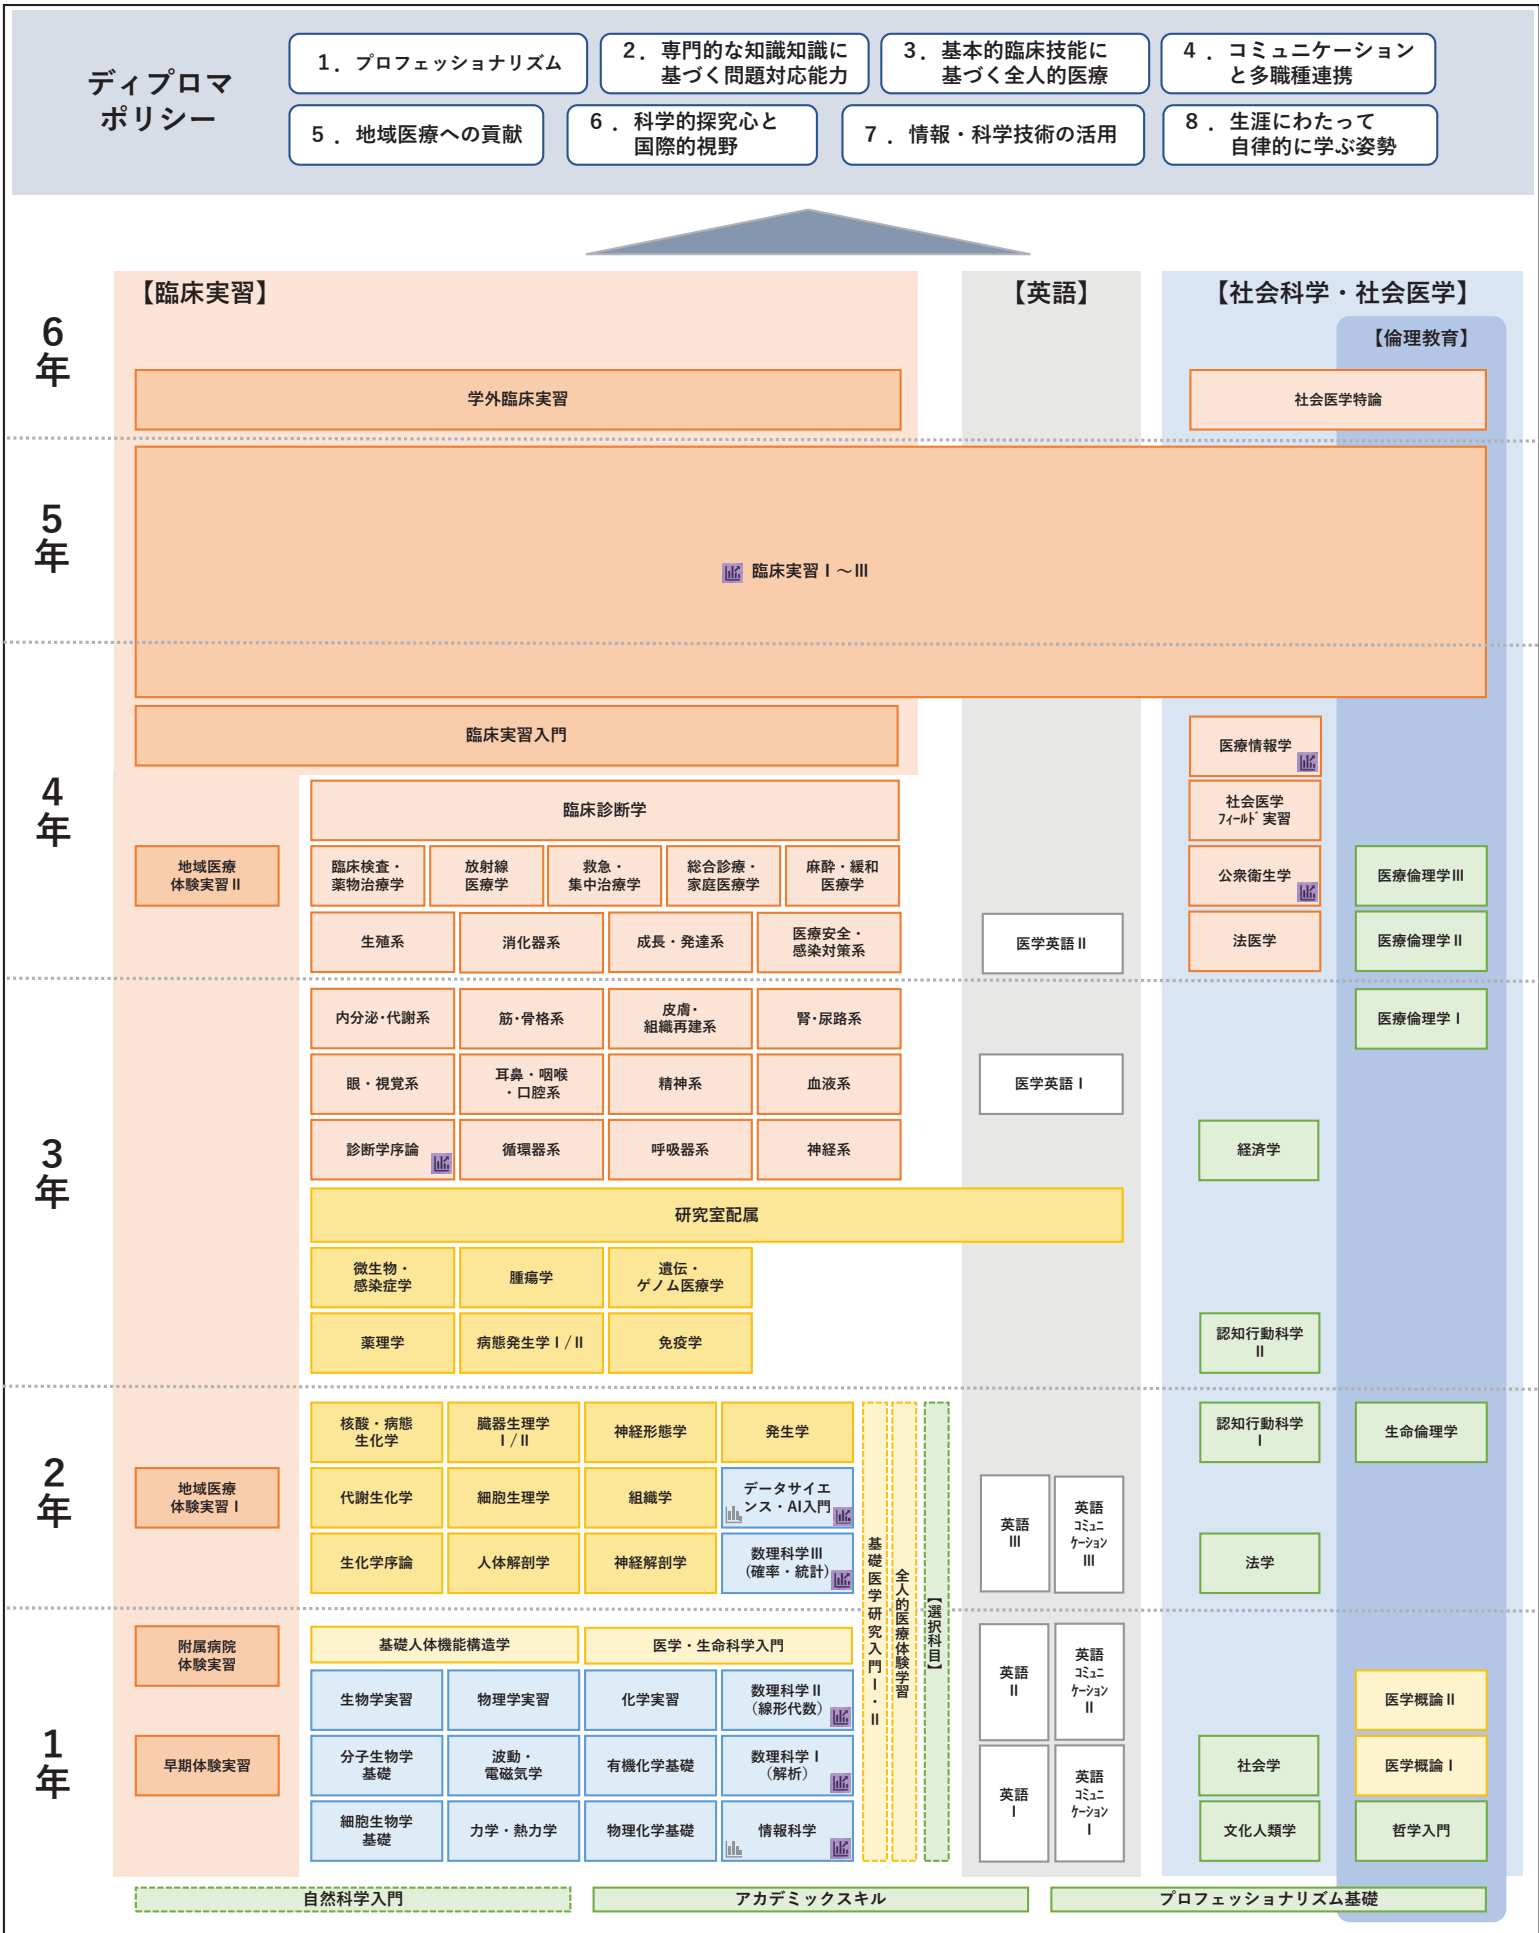 ディプロマ
ポリシー
1．プロフェッショナリズム
2．専門的な知識知識に
基づく問題対応能力
3．基本的臨床技能に
基づく全人的医療
4．コミュニケーション
と多職種連携
5．地域医療への貢献
6．科学的探究心と
国際的視野
7．情報・科学技術の活用
8．生涯にわたって
自律的に学ぶ姿勢
【臨床実習】
【英語】
【社会科学・社会医学】
【倫理教育】
6
年
学外臨床実習
社会医学特論
5
年
臨床実習Ⅰ～Ⅲ
4
年
臨床実習入門
医療情報学
臨床診断学
社会医学
ﾌｨｰﾙﾄﾞ実習
地域医療
体験実習Ⅱ
臨床検査・
薬物治療学
放射線
医療学
救急・
集中治療学
総合診療・
家庭医療学
麻酔・緩和
医療学
公衆衛生学
医療倫理学Ⅲ
生殖系
消化器系
成長・発達系
医療安全・
感染対策系
医学英語Ⅱ
法医学
医療倫理学Ⅱ
3
年
内分泌･代謝系
筋･骨格系
皮膚･
組織再建系
腎･尿路系
医療倫理学Ⅰ
眼・視覚系
耳鼻・咽喉
・口腔系
精神系
血液系
医学英語Ⅰ
診断学序論
循環器系
呼吸器系
神経系
経済学
研究室配属
微生物・
感染症学
腫瘍学
遺伝・
ゲノム医療学
薬理学
病態発生学Ⅰ/Ⅱ
免疫学
認知行動科学
Ⅱ
2
年
核酸・病態
生化学
臓器生理学
Ⅰ/Ⅱ
神経形態学
発生学
認知行動科学
Ⅰ
生命倫理学
地域医療
体験実習Ⅰ
代謝生化学
細胞生理学
組織学
データサイエ
ンス・AI入門
英語
Ⅲ
英語
ｺﾐｭﾆ
ｹｰｼｮﾝ
Ⅲ
生化学序論
人体解剖学
神経解剖学
数理科学Ⅲ
（確率・統計）
法学
基礎医学研究入門Ⅰ・Ⅱ
全人的医療体験学習
【選択科目】
1
年
附属病院
体験実習
基礎人体機能構造学
医学・生命科学入門
英語
Ⅱ
英語
ｺﾐｭﾆ
ｹｰｼｮﾝ
Ⅱ
生物学実習
物理学実習
化学実習
数理科学Ⅱ
（線形代数）
医学概論Ⅱ
早期体験実習
分子生物学
基礎
波動・
電磁気学
有機化学基礎
数理科学Ⅰ
（解析）
英語
Ⅰ
英語
ｺﾐｭﾆ
ｹｰｼｮﾝ
Ⅰ
社会学
医学概論Ⅰ
細胞生物学
基礎
力学・熱力学
物理化学基礎
情報科学
文化人類学
哲学入門
自然科学入門
アカデミックスキル
プロフェッショナリズム基礎